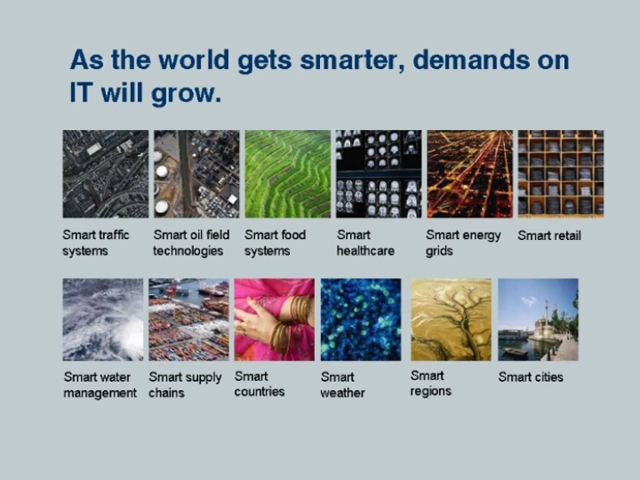 As the world gets smarter, demands on
IT will grow.
Smart traffic
systems
Smart oil field
technologies
Smart food
systems
Smart
healthcare
Smart energy
grids
Smart retail
Smart water
management
Smart supply
chains
Smart
countries
Smart
weather
Smart
regions
Smart cities